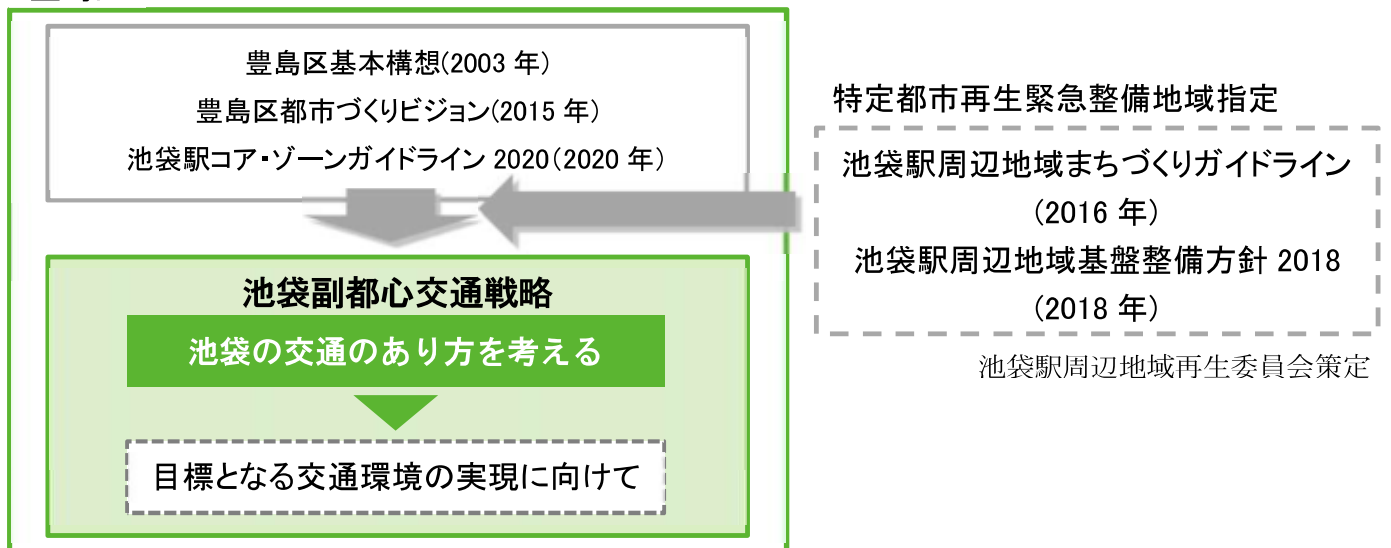 豊島区基本構想(2003 年)
豊島区都市づくりビジョン(2015 年)
池袋駅コア・ゾーンガイドライン 2020(2020 年)
特定都市再生緊急整備地域指定
池袋駅周辺地域まちづくりガイドライン
(2016 年)
池袋駅周辺地域基盤整備方針 2018
(2018 年)
池袋駅周辺地域再生委員会策定
池袋副都心交通戦略
池袋の交通のあり方を考える
目標となる交通環境の実現に向けて